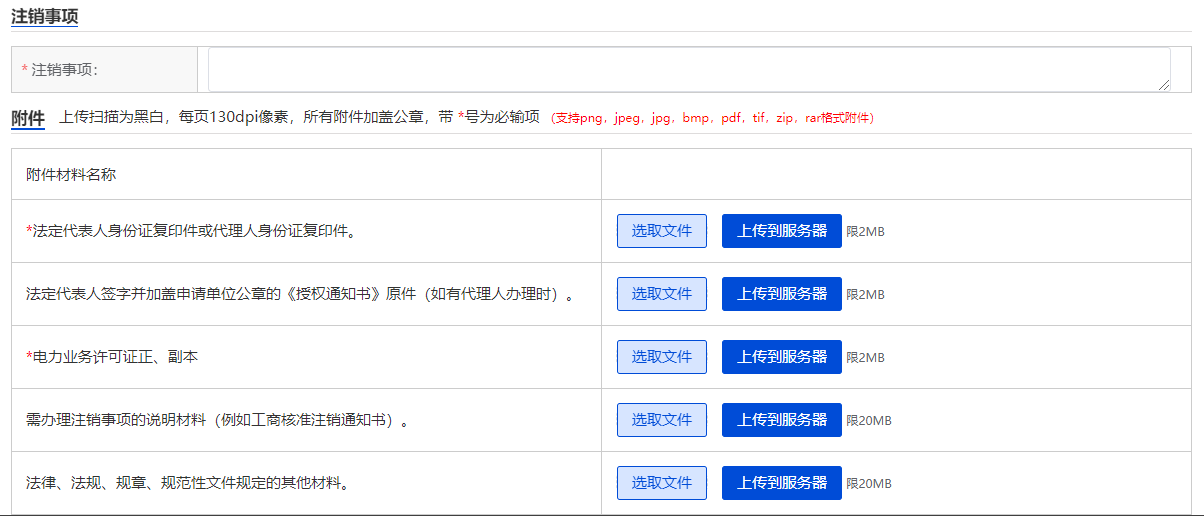 注销事项
*注销事项：
附件 上传扫描为黑白，每页130dpi像素，所有附件加盖公章，带 *号为必输项 （支持png，jpeg，jpg，bmp，pdf，tif，zip，rar格式附件）
附件材料名称
*法定代表人身份证复印件或代理人身份证复印件。 选取文件 上传到服务器 限2MB
法定代表人签字并加盖申请单位公章的《授权通知书》原件（如有代理人办理时）。 选取文件 上传到服务器 限2MB
*电力业务许可证正、副本 选取文件 上传到服务器 限2MB
需办理注销事项的说明材料（例如工商核准注销通知书）。 选取文件 上传到服务器 限20MB
法律、法规、规章、规范性文件规定的其他材料。 选取文件 上传到服务器 限20MB